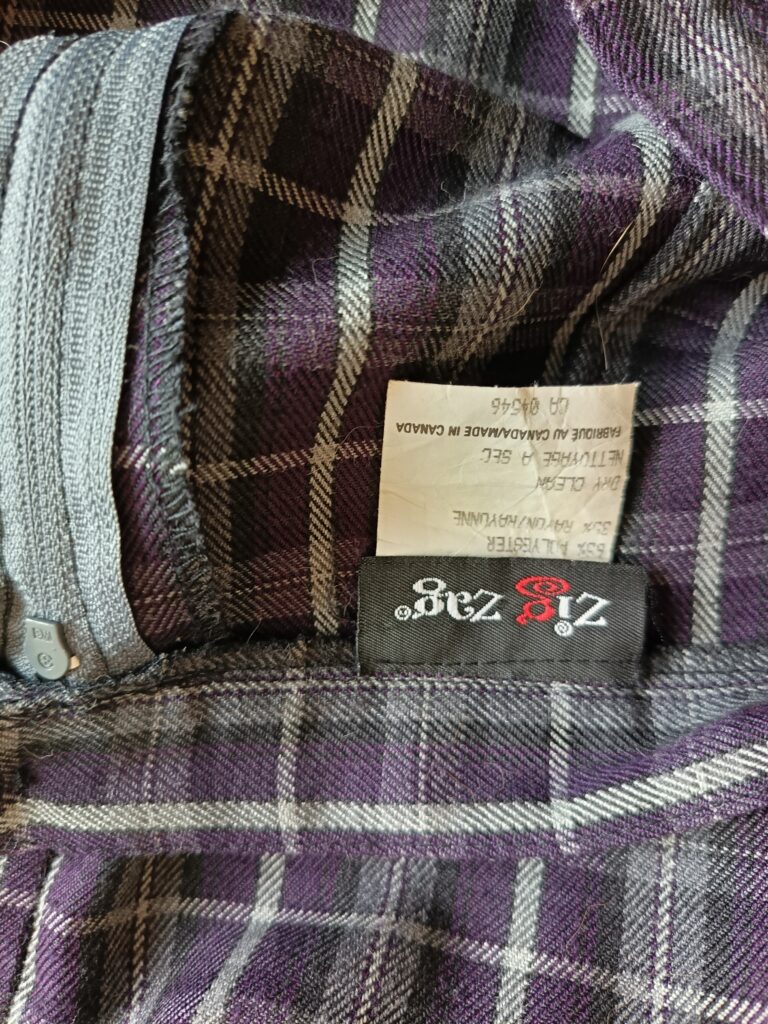 Zig Zag®
65% POLYESTER
35% RAYON/RAYONNE
DRY CLEAN
NETTOYAGE A SEC
FABRIQUE AU CANADA/MADE IN CANADA
CA 04546